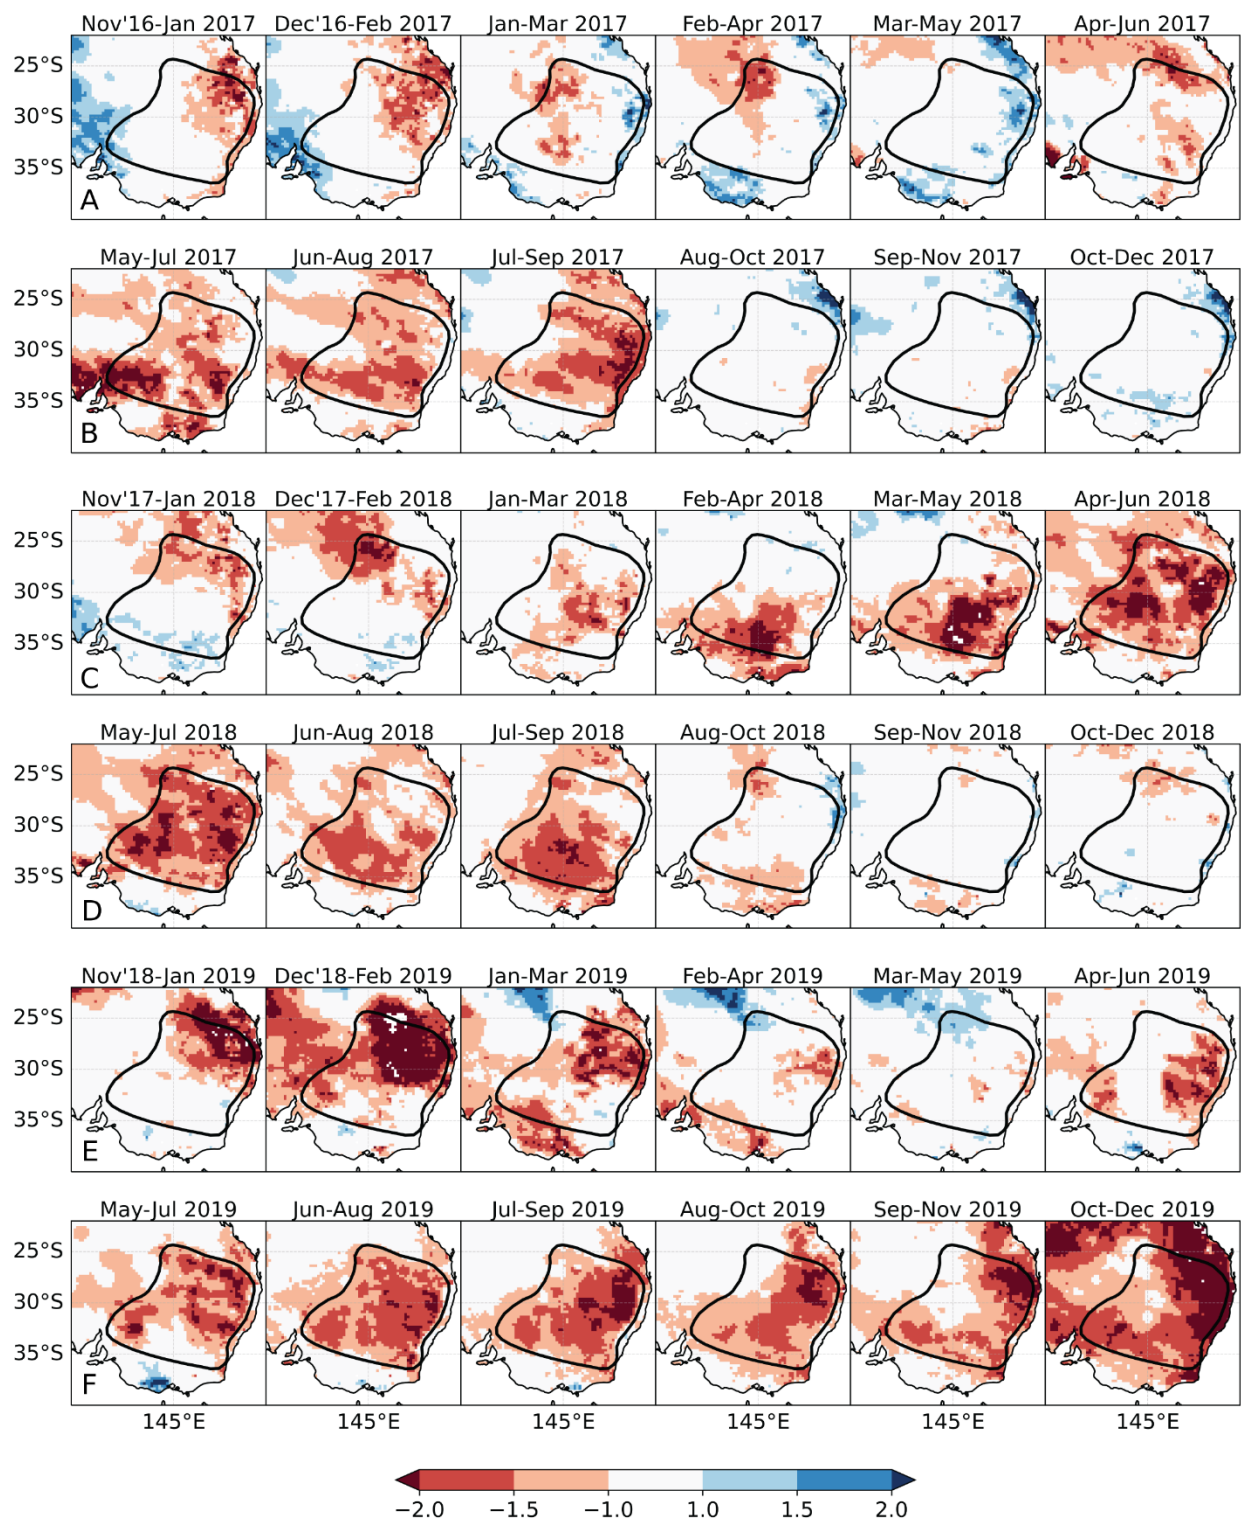 Nov'16-Jan 2017 Dec'16-Feb 2017 Jan-Mar 2017 Feb-Apr 2017 Mar-May 2017 Apr-Jun 2017
25°S
30°S
35°S
A
May-Jul 2017 Jun-Aug 2017 Jul-Sep 2017 Aug-Oct 2017 Sep-Nov 2017 Oct-Dec 2017
25°S
30°S
35°S
B
Nov'17-Jan 2018 Dec'17-Feb 2018 Jan-Mar 2018 Feb-Apr 2018 Mar-May 2018 Apr-Jun 2018
25°S
30°S
35°S
C
May-Jul 2018 Jun-Aug 2018 Jul-Sep 2018 Aug-Oct 2018 Sep-Nov 2018 Oct-Dec 2018
25°S
30°S
35°S
D
Nov'18-Jan 2019 Dec'18-Feb 2019 Jan-Mar 2019 Feb-Apr 2019 Mar-May 2019 Apr-Jun 2019
25°S
30°S
35°S
E
May-Jul 2019 Jun-Aug 2019 Jul-Sep 2019 Aug-Oct 2019 Sep-Nov 2019 Oct-Dec 2019
25°S
30°S
35°S
F
145°E 145°E 145°E 145°E 145°E 145°E
−2.0 −1.5 −1.0 1.0 1.5 2.0